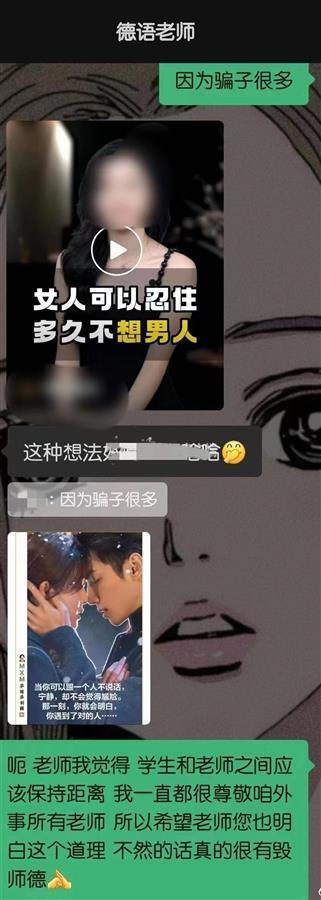 德语老师
因为骗子很多
女人可以忍住
多久不想男人
这种想法
哈🤭
: 因为骗子很多
当你可以跟一个人不说话,
宁静,却不会觉得尴尬。
那一刻,你就会明白,
你遇到了对的人……
呃 老师我觉得 学生和老师之间应
该保持距离 我一直都很尊敬咱外
事所有老师 所以希望老师您也明
白这个道理 不然的话真的很有毁
师德✍️